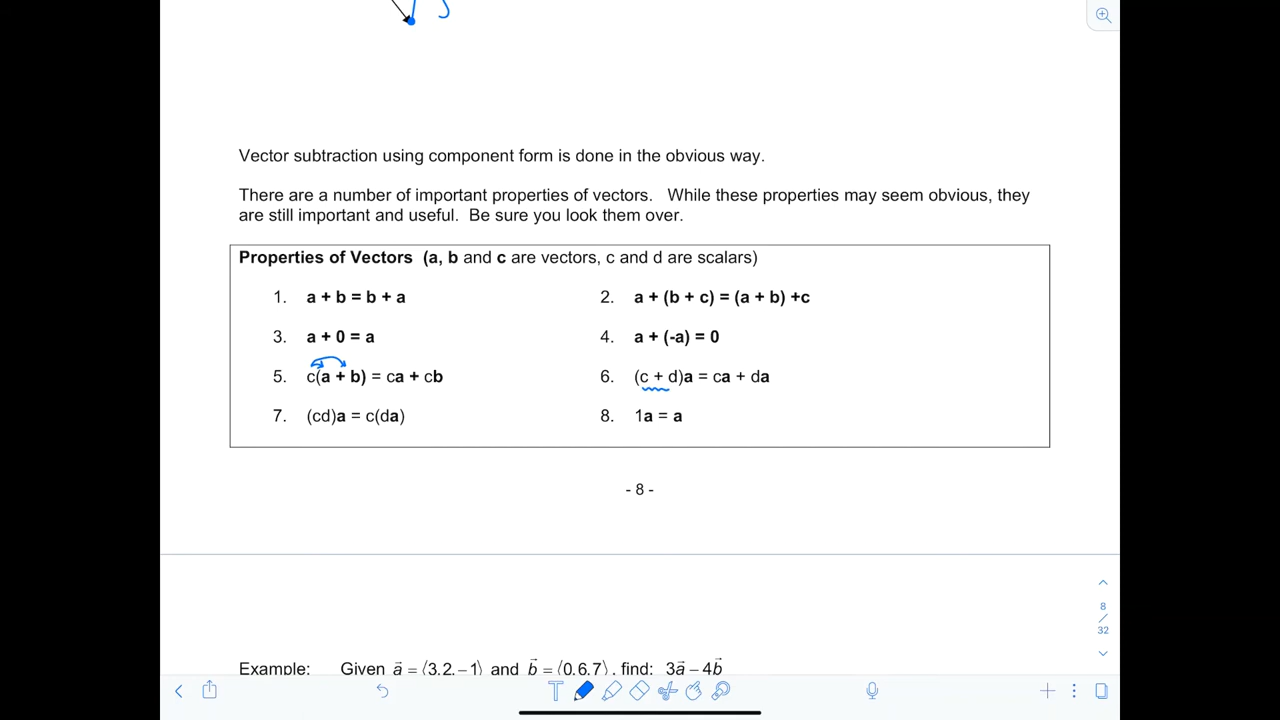 Vector subtraction using component form is done in the obvious way.
There are a number of important properties of vectors. While these properties may seem obvious, they
are still important and useful. Be sure you look them over.
Properties of Vectors (a, b and c are vectors, c and d are scalars)
1. a + b = b + a
2. a + (b + c) = (a + b) +c
3. a + 0 = a
4. a + (-a) = 0
5. c(a + b) = ca + cb
6. (c + d)a = ca + da
7. (cd)a = c(da)
8. 1a = a
- 8 -
8
/
32
Example: Given a⃗ = ⟨3,2,−1⟩ and b⃗ = ⟨0,6,7⟩, find: 3a⃗ − 4b⃗